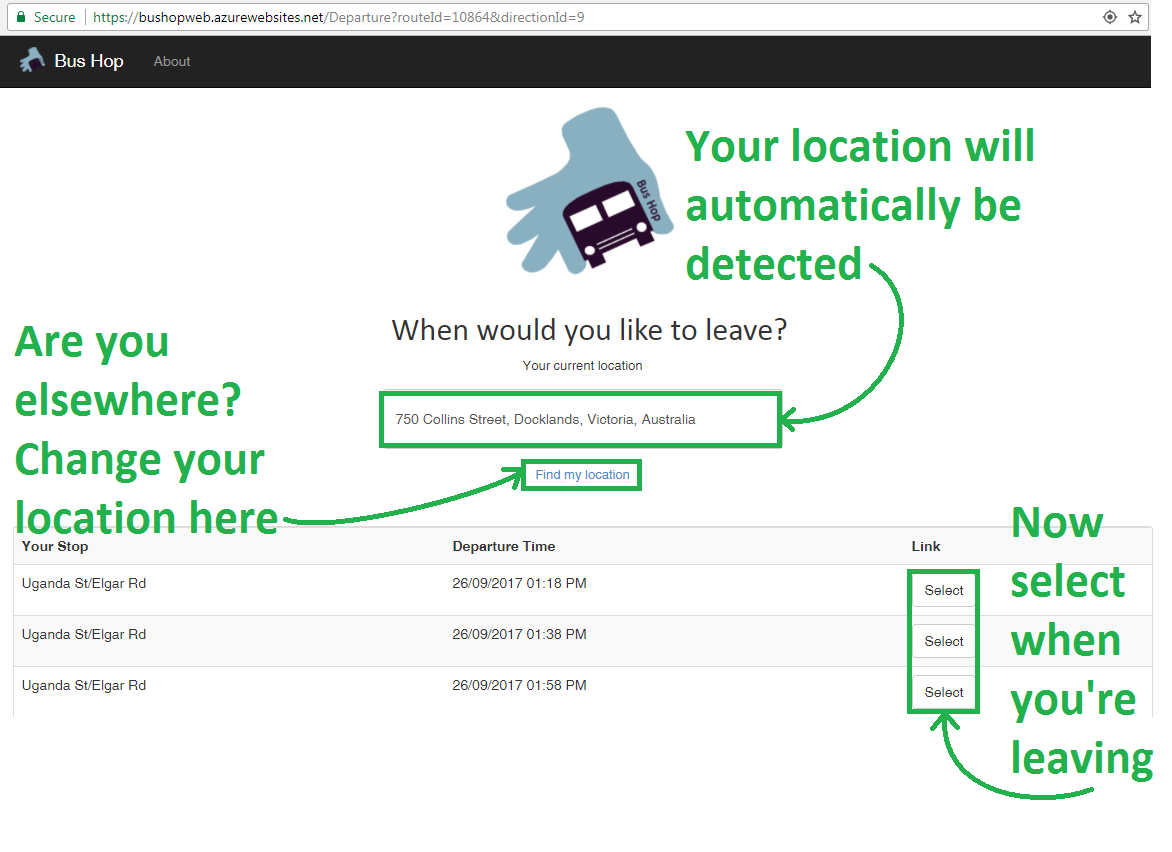 Secure | https://bushopweb.azurewebsites.net/Departure?routeId=10864&directionId=9
Bus Hop About
Bus Hop
Your location will
automatically be
detected
When would you like to leave?
Your current location
750 Collins Street, Docklands, Victoria, Australia
Find my location
Are you
elsewhere?
Change your
location here
Your Stop Departure Time Link
Uganda St/Elgar Rd 26/09/2017 01:18 PM Select
Uganda St/Elgar Rd 26/09/2017 01:38 PM Select
Uganda St/Elgar Rd 26/09/2017 01:58 PM Select
Now
select
when
you're
leaving